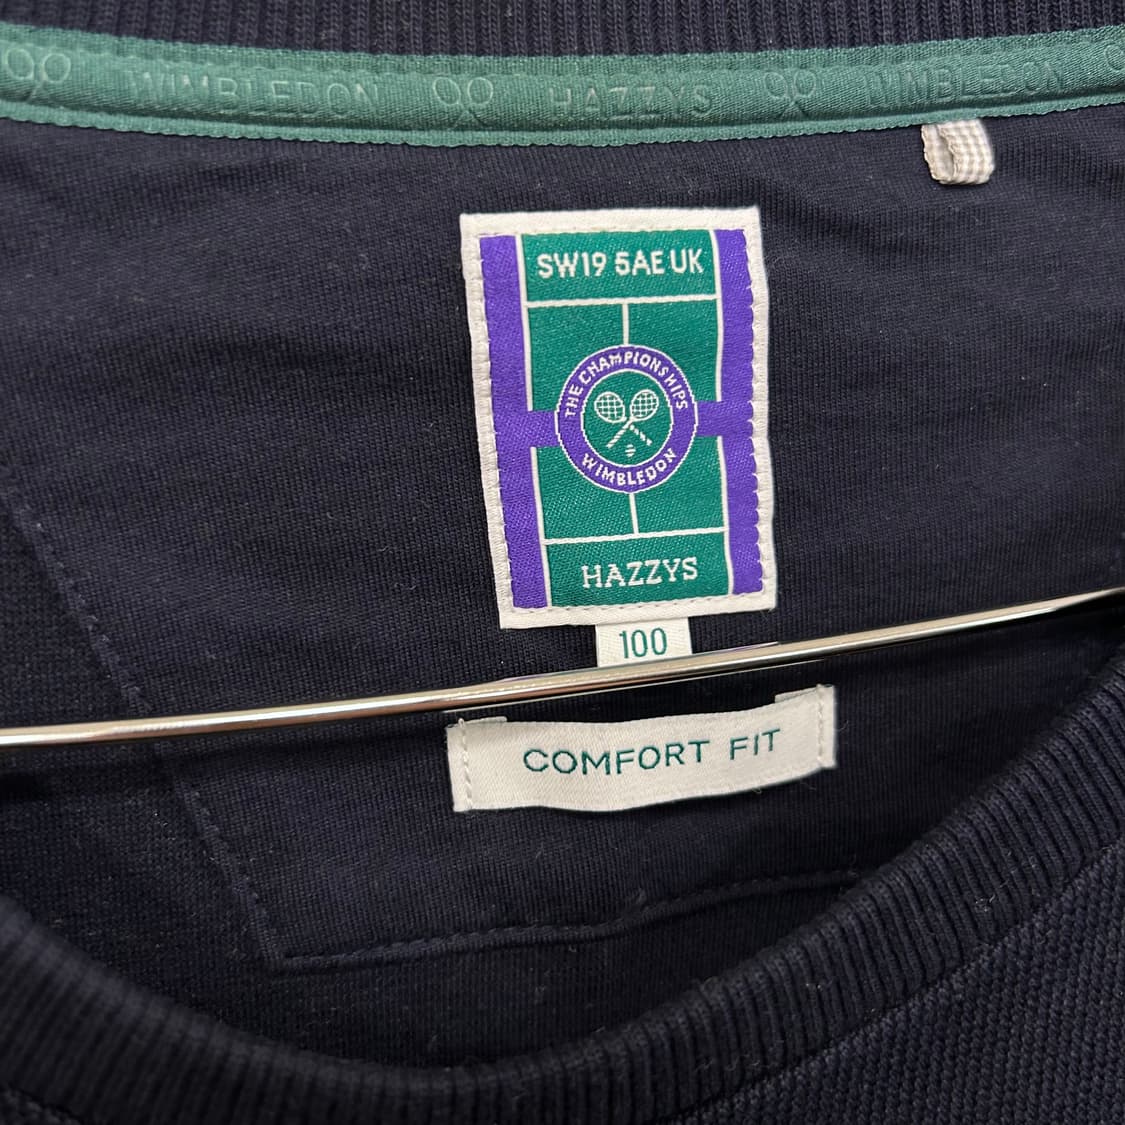 WIMBLEDON HAZZYS WIMBLEDON
SW19 5AE UK
THE CHAMPIONSHIPS
WIMBLEDON
HAZZYS
100
COMFORT FIT